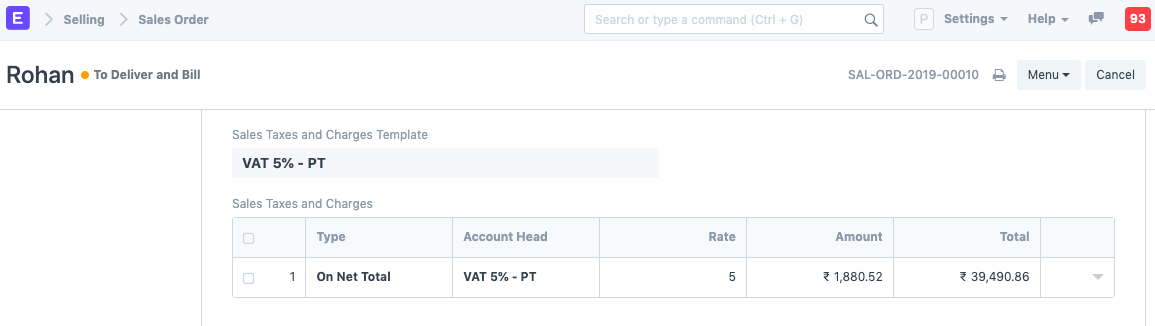 E Selling Sales Order Search or type a command (Ctrl + G) P Settings Help 93
Rohan To Deliver and Bill SAL-ORD-2019-00010 Menu Cancel
Sales Taxes and Charges Template
VAT 5% - PT
Sales Taxes and Charges
Type Account Head Rate Amount Total
1 On Net Total VAT 5% - PT 5 ₹ 1,880.52 ₹ 39,490.86